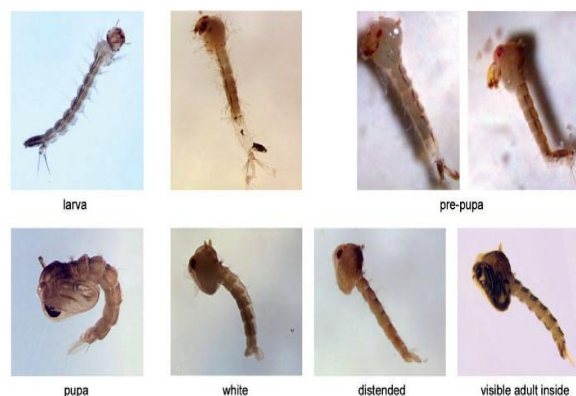 larva
pre-pupa
pupa
white
distended
visible adult inside